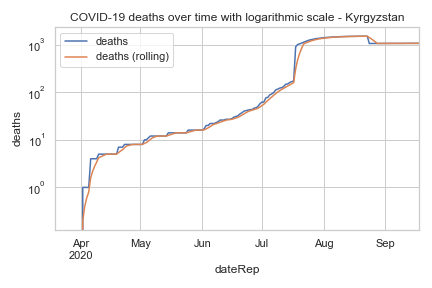 COVID-19 deaths over time with logarithmic scale - Kyrgyzstan
deaths
deaths (rolling)
10³
10²
10¹
10⁰
deaths
Apr May Jun Jul Aug Sep
2020
dateRep